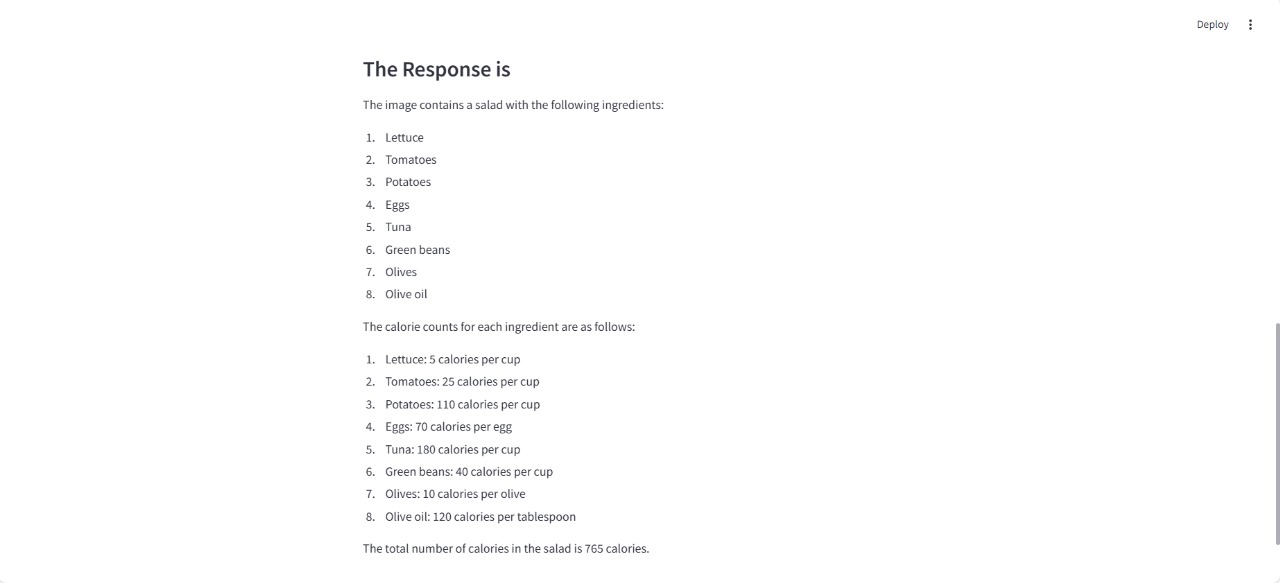 Deploy
The Response is
The image contains a salad with the following ingredients:
1. Lettuce
2. Tomatoes
3. Potatoes
4. Eggs
5. Tuna
6. Green beans
7. Olives
8. Olive oil
The calorie counts for each ingredient are as follows:
1. Lettuce: 5 calories per cup
2. Tomatoes: 25 calories per cup
3. Potatoes: 110 calories per cup
4. Eggs: 70 calories per egg
5. Tuna: 180 calories per cup
6. Green beans: 40 calories per cup
7. Olives: 10 calories per olive
8. Olive oil: 120 calories per tablespoon
The total number of calories in the salad is 765 calories.